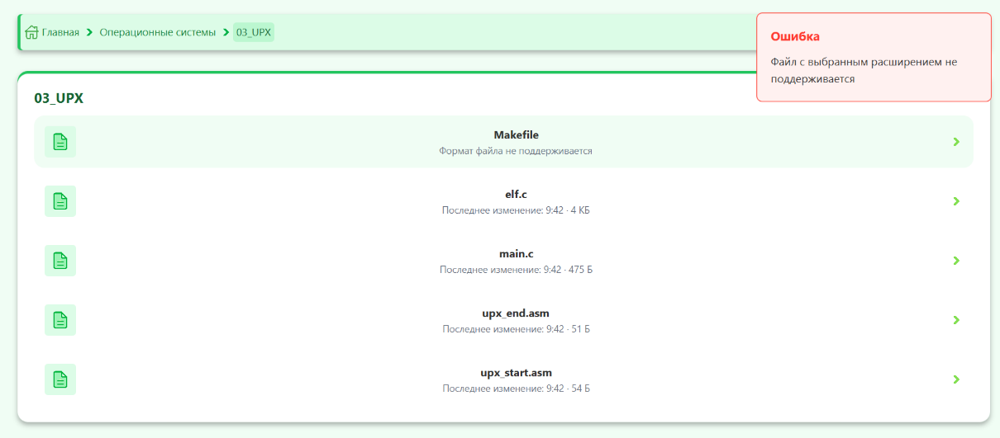 Главная Операционные системы 03_UPX
Ошибка
Файл с выбранным расширением не
поддерживается
03_UPX
Makefile
Формат файла не поддерживается
elf.c
Последнее изменение: 9:42 · 4 КБ
main.c
Последнее изменение: 9:42 · 475 Б
upx_end.asm
Последнее изменение: 9:42 · 51 Б
upx_start.asm
Последнее изменение: 9:42 · 54 Б